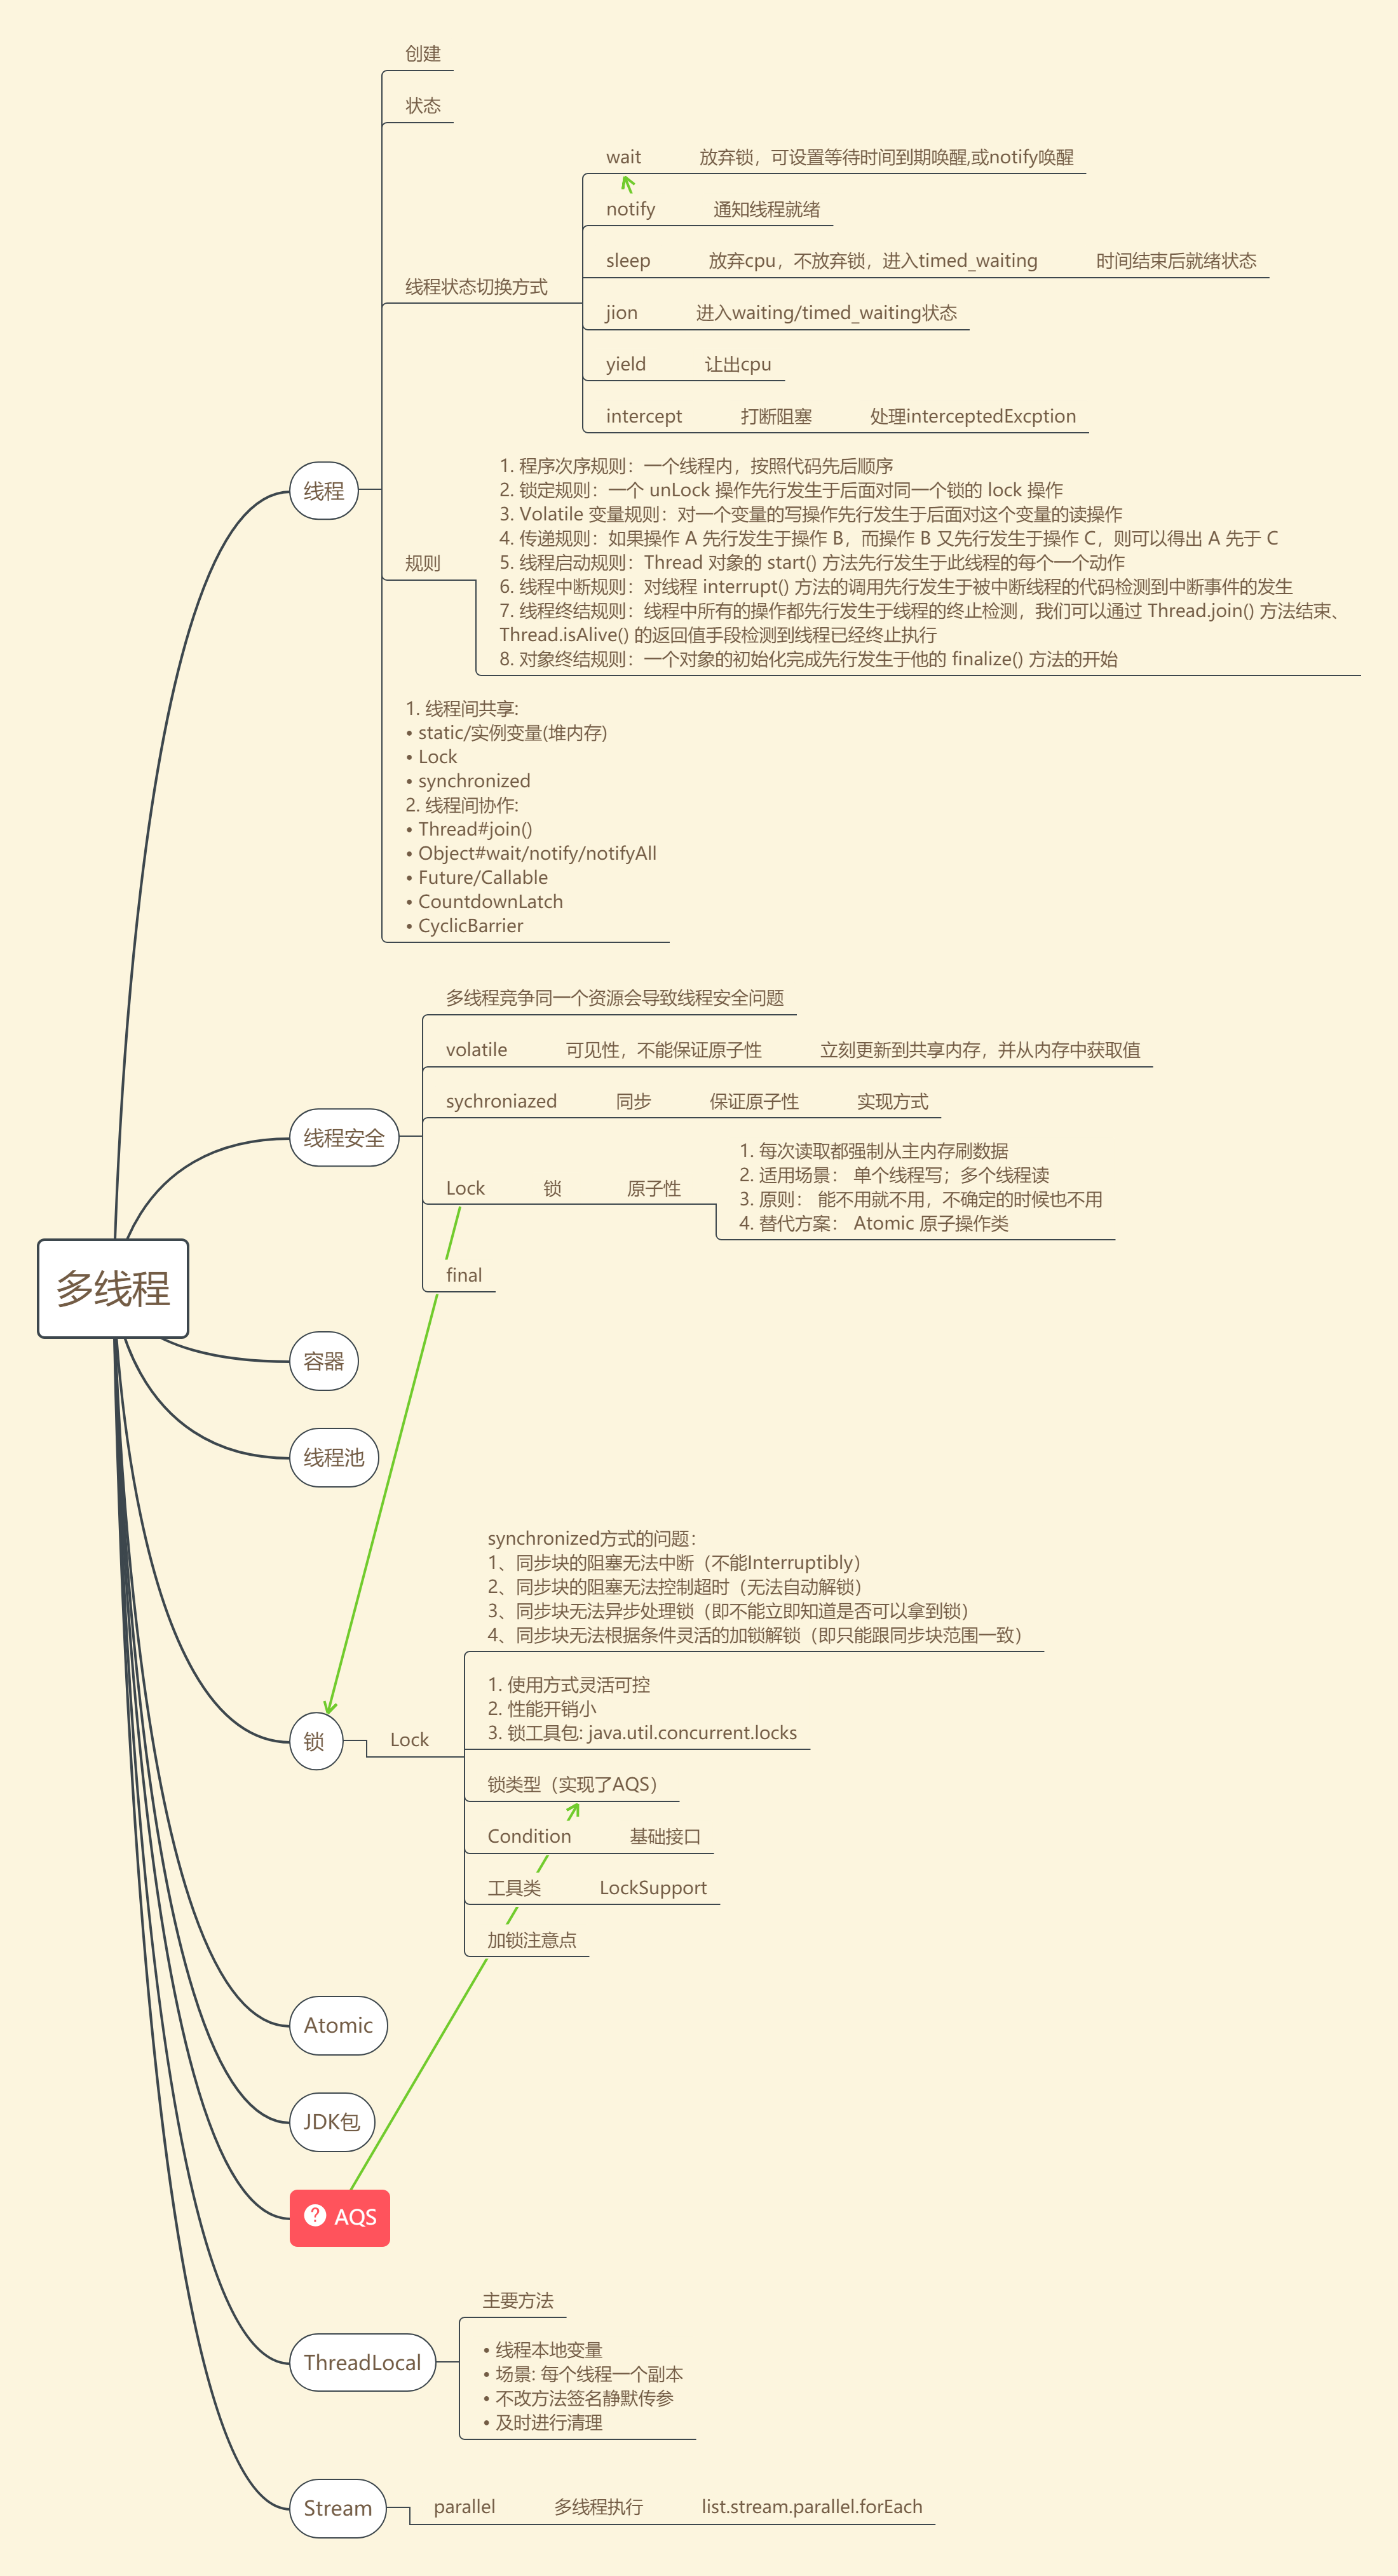 创建
状态
wait 放弃锁，可设置等待时间到期唤醒,或notify唤醒
notify 通知线程就绪
sleep 放弃cpu，不放弃锁，进入timed_waiting 时间结束后就绪状态
线程状态切换方式
jion 进入waiting/timed_waiting状态
yield 让出cpu
intercept 打断阻塞 处理interceptedExcption
线程
1. 程序次序规则：一个线程内，按照代码先后顺序
2. 锁定规则：一个 unLock 操作先行发生于后面对同一个锁的 lock 操作
3. Volatile 变量规则：对一个变量的写操作先行发生于后面对这个变量的读操作
4. 传递规则：如果操作 A 先行发生于操作 B，而操作 B 又先行发生于操作 C，则可以得出 A 先于 C
规则
5. 线程启动规则：Thread 对象的 start() 方法先行发生于此线程的每个一个动作
6. 线程中断规则：对线程 interrupt() 方法的调用先行发生于被中断线程的代码检测到中断事件的发生
7. 线程终结规则：线程中所有的操作都先行发生于线程的终止检测，我们可以通过 Thread.join() 方法结束、
Thread.isAlive() 的返回值手段检测到线程已经终止执行
8. 对象终结规则：一个对象的初始化完成先行发生于他的 finalize() 方法的开始
1. 线程间共享:
• static/实例变量(堆内存)
• Lock
• synchronized
2. 线程间协作:
• Thread#join()
• Object#wait/notify/notifyAll
• Future/Callable
• CountdownLatch
• CyclicBarrier
多线程竞争同一个资源会导致线程安全问题
volatile 可见性，不能保证原子性 立刻更新到共享内存，并从内存中获取值
sychroniazed 同步 保证原子性 实现方式
线程安全
Lock 锁 原子性
1. 每次读取都强制从主内存刷数据
2. 适用场景： 单个线程写；多个线程读
3. 原则： 能不用就不用，不确定的时候也不用
4. 替代方案： Atomic 原子操作类
final
多线程
容器
线程池
synchronized方式的问题：
1、同步块的阻塞无法中断（不能Interruptibly）
2、同步块的阻塞无法控制超时（无法自动解锁）
3、同步块无法异步处理锁（即不能立即知道是否可以拿到锁）
4、同步块无法根据条件灵活的加锁解锁（即只能跟同步块范围一致）
1. 使用方式灵活可控
2. 性能开销小
3. 锁工具包: java.util.concurrent.locks
锁
Lock
锁类型（实现了AQS）
Condition 基础接口
工具类 LockSupport
加锁注意点
Atomic
JDK包
AQS
主要方法
ThreadLocal
• 线程本地变量
• 场景: 每个线程一个副本
• 不改方法签名静默传参
• 及时进行清理
Stream
parallel 多线程执行 list.stream.parallel.forEach